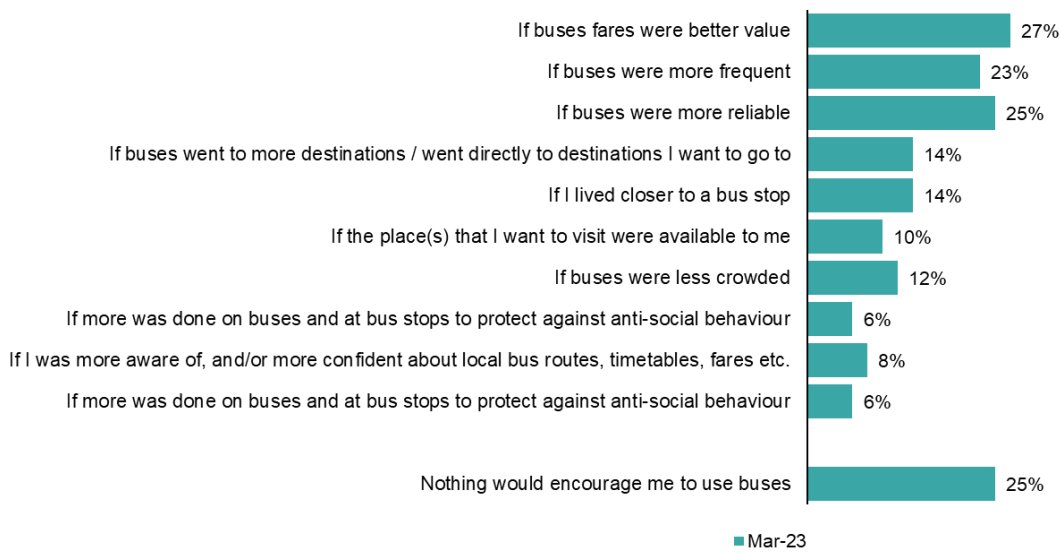 If buses fares were better value 27%
If buses were more frequent 23%
If buses were more reliable 25%
If buses went to more destinations / went directly to destinations I want to go to 14%
If I lived closer to a bus stop 14%
If the place(s) that I want to visit were available to me 10%
If buses were less crowded 12%
If more was done on buses and at bus stops to protect against anti-social behaviour 6%
If I was more aware of, and/or more confident about local bus routes, timetables, fares etc. 8%
If more was done on buses and at bus stops to protect against anti-social behaviour 6%
Nothing would encourage me to use buses 25%
Mar-23